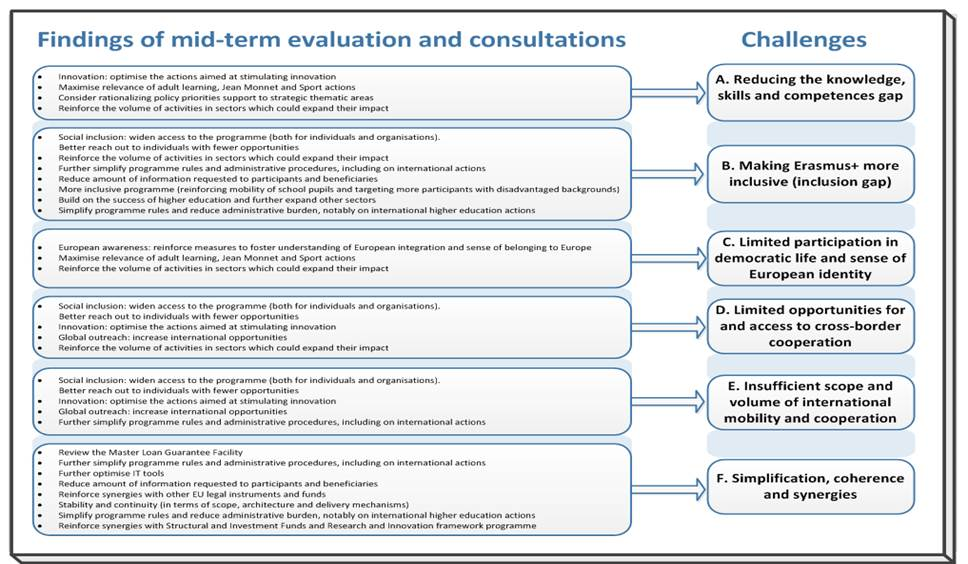 Findings of mid-term evaluation and consultations
Challenges
• Innovation: optimise the actions aimed at stimulating innovation
• Maximise relevance of adult learning, Jean Monnet and Sport actions
• Consider rationalizing policy priorities support to strategic thematic areas
• Reinforce the volume of activities in sectors which could expand their impact
A. Reducing the knowledge,
skills and competences gap
• Social inclusion: widen access to the programme (both for individuals and organisations).
Better reach out to individuals with fewer opportunities
• Reinforce the volume of activities in sectors which could expand their impact
• Further simplify programme rules and administrative procedures, including on international actions
• Reduce amount of information requested to participants and beneficiaries
• More inclusive programme (reinforcing mobility of school pupils and targeting more participants with disadvantaged backgrounds)
• Build on the success of higher education and further expand other sectors
• Simplify programme rules and reduce administrative burden, notably on international higher education actions
B. Making Erasmus+ more
inclusive (inclusion gap)
• European awareness: reinforce measures to foster understanding of European integration and sense of belonging to Europe
• Maximise relevance of adult learning, Jean Monnet and Sport actions
• Reinforce the volume of activities in sectors which could expand their impact
C. Limited participation in
democratic life and sense of
European identity
• Social inclusion: widen access to the programme (both for individuals and organisations).
Better reach out to individuals with fewer opportunities
• Innovation: optimise the actions aimed at stimulating innovation
• Global outreach: increase international opportunities
• Reinforce the volume of activities in sectors which could expand their impact
D. Limited opportunities for
and access to cross-border
cooperation
• Social inclusion: widen access to the programme (both for individuals and organisations).
Better reach out to individuals with fewer opportunities
• Innovation: optimise the actions aimed at stimulating innovation
• Global outreach: increase international opportunities
• Further simplify programme rules and administrative procedures, including on international actions
E. Insufficient scope and
volume of international
mobility and cooperation
• Review the Master Loan Guarantee Facility
• Further simplify programme rules and administrative procedures, including on international actions
• Further optimise IT tools
• Reduce amount of information requested to participants and beneficiaries
• Reinforce synergies with other EU legal instruments and funds
• Stability and continuity (in terms of scope, architecture and delivery mechanisms)
• Simplify programme rules and reduce administrative burden, notably on international higher education actions
• Reinforce synergies with Structural and Investment Funds and Research and Innovation framework programme
F. Simplification, coherence
and synergies